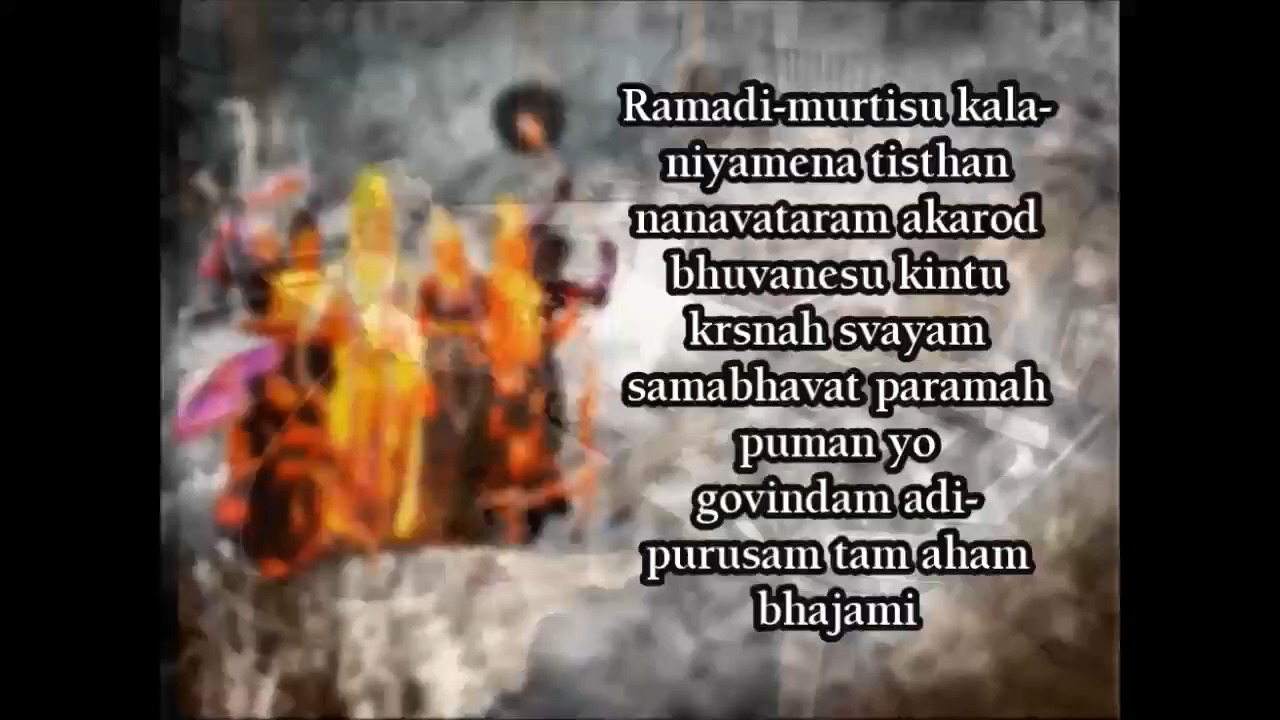 Ramadi-murtisu kala-
niyamena tisthan
nanavataram akarod
bhuvanesu kintu
krsnah svayam
samabhavat paramah
puman yo
govindam adi-
purusam tam aham
bhajami